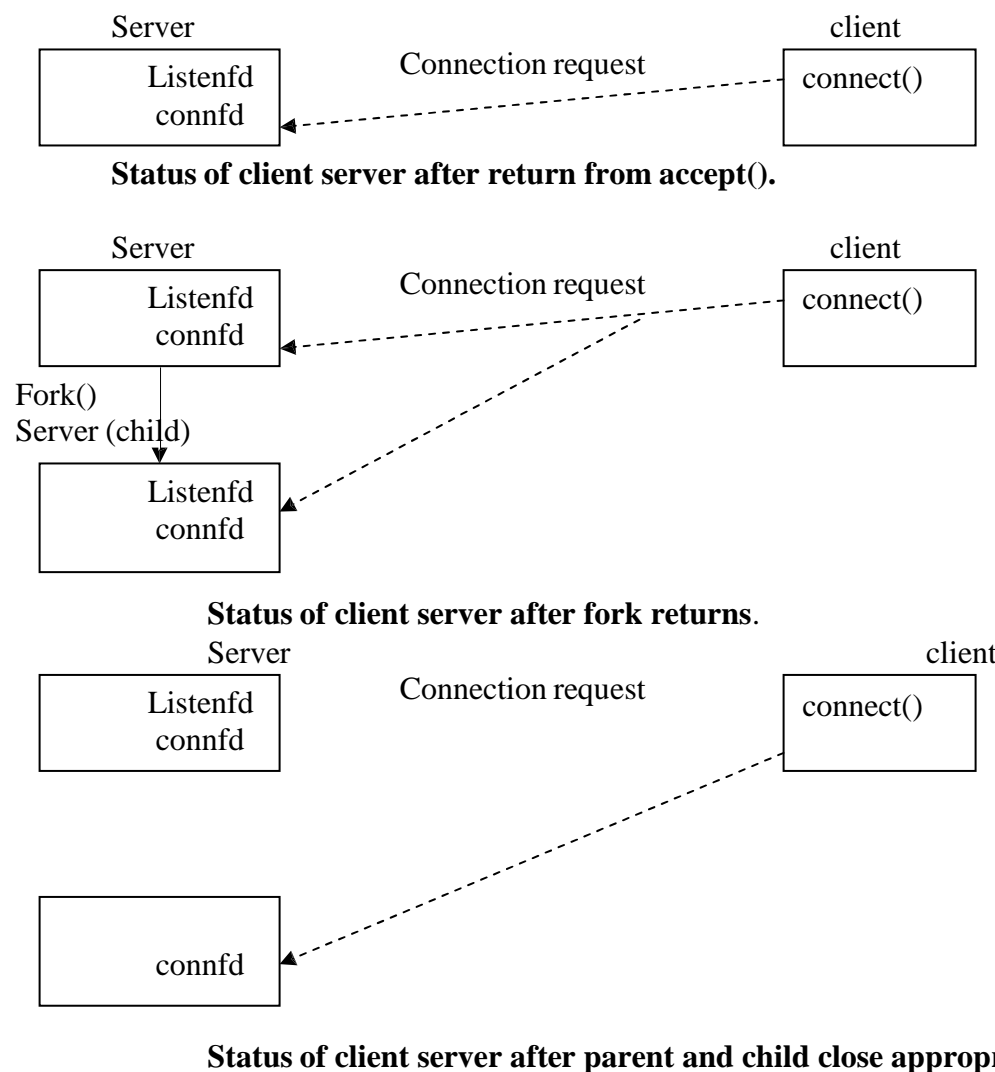 Server client
Listenfd Connection request connect()
connfd
Status of client server after return from accept().
Server client
Listenfd Connection request connect()
connfd
Fork()
Server (child)
Listenfd
connfd
Status of client server after fork returns.
Server client
Listenfd Connection request connect()
connfd
connfd
Status of client server after parent and child close